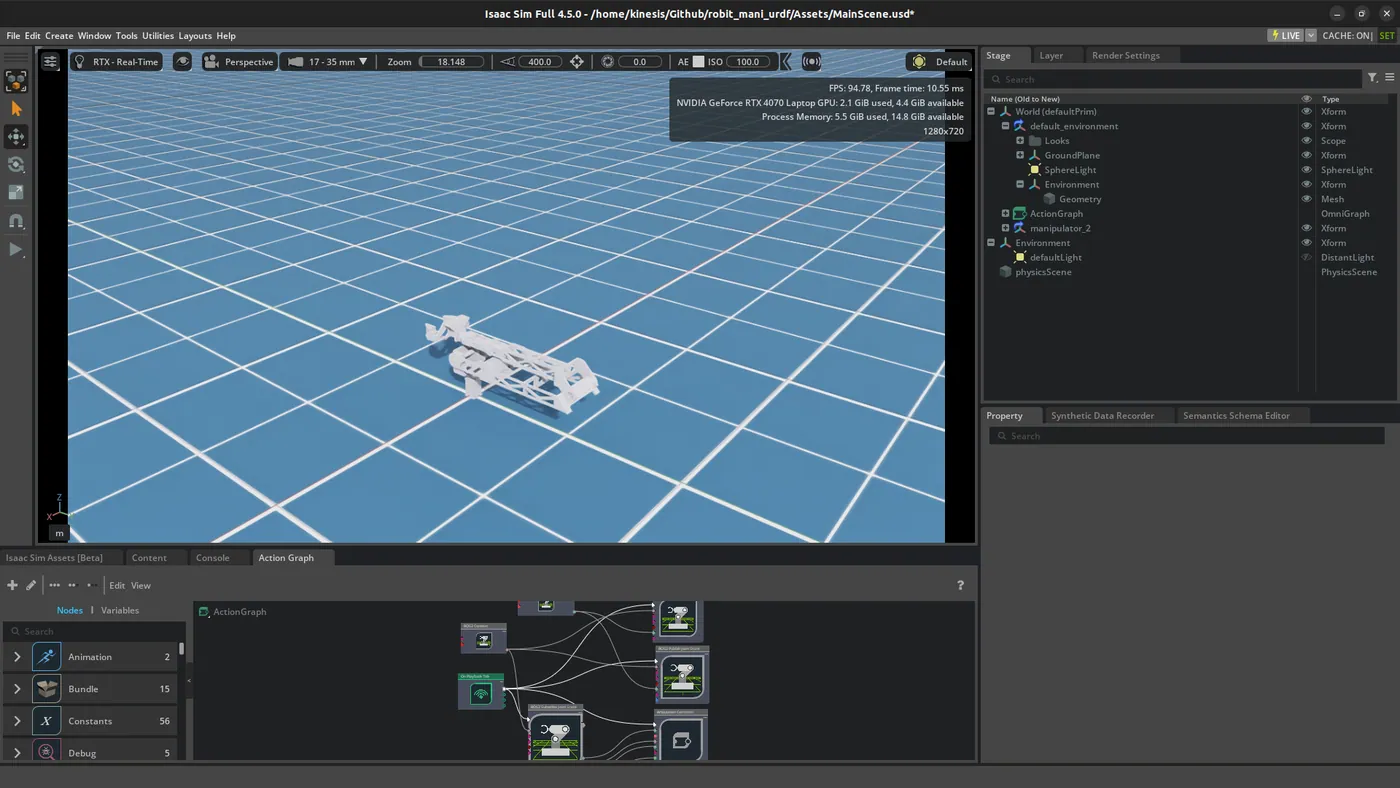 Isaac Sim Full 4.5.0 - /home/kinesis/Github/robit_mani_urdf/Assets/MainScene.usd*
File Edit Create Window Tools Utilities Layouts Help
LIVE CACHE: ON SET
RTX - Real-Time Perspective 17 - 35 mm Zoom 18.148 400.0 0.0 AE ISO 100.0 Default
FPS: 94.78, Frame time: 10.55 ms
NVIDIA GeForce RTX 4070 Laptop GPU: 2.1 GiB used, 4.4 GiB available
Process Memory: 5.5 GiB used, 14.8 GiB available
1280x720
Z
X
m
Stage Layer Render Settings
Search
Name (Old to New) Type
World (defaultPrim) Xform
default_environment Xform
Looks Scope
GroundPlane Xform
SphereLight SphereLight
Environment Xform
Geometry Mesh
ActionGraph OmniGraph
manipulator_2 Xform
Environment Xform
defaultLight DistantLight
physicsScene PhysicsScene
Property Synthetic Data Recorder Semantics Schema Editor
Search
Isaac Sim Assets [Beta] Content Console Action Graph
Edit View ?
Nodes | Variables
Search
Animation 2
Bundle 15
Constants 56
Debug 5
ActionGraph
On Playback Tick